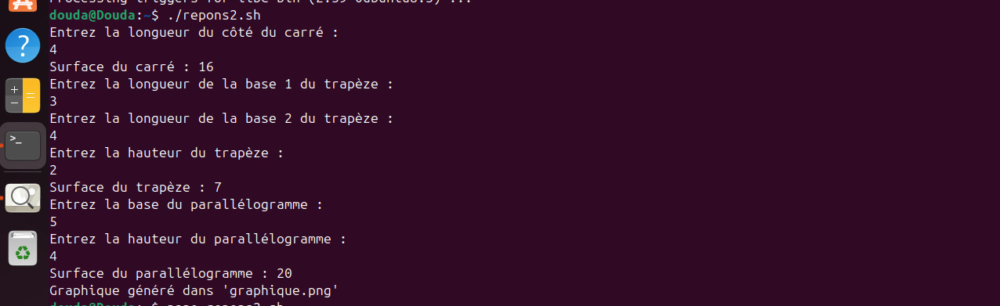 Processing triggers for libc-bin (2.39-0ubuntu8.3) ...
douda@Douda:~$ ./repons2.sh
Entrez la longueur du côté du carré :
4
Surface du carré : 16
Entrez la longueur de la base 1 du trapèze :
3
Entrez la longueur de la base 2 du trapèze :
4
Entrez la hauteur du trapèze :
2
Surface du trapèze : 7
Entrez la base du parallélogramme :
5
Entrez la hauteur du parallélogramme :
4
Surface du parallélogramme : 20
Graphique généré dans 'graphique.png'
douda@Douda:~$ nano repons2.sh